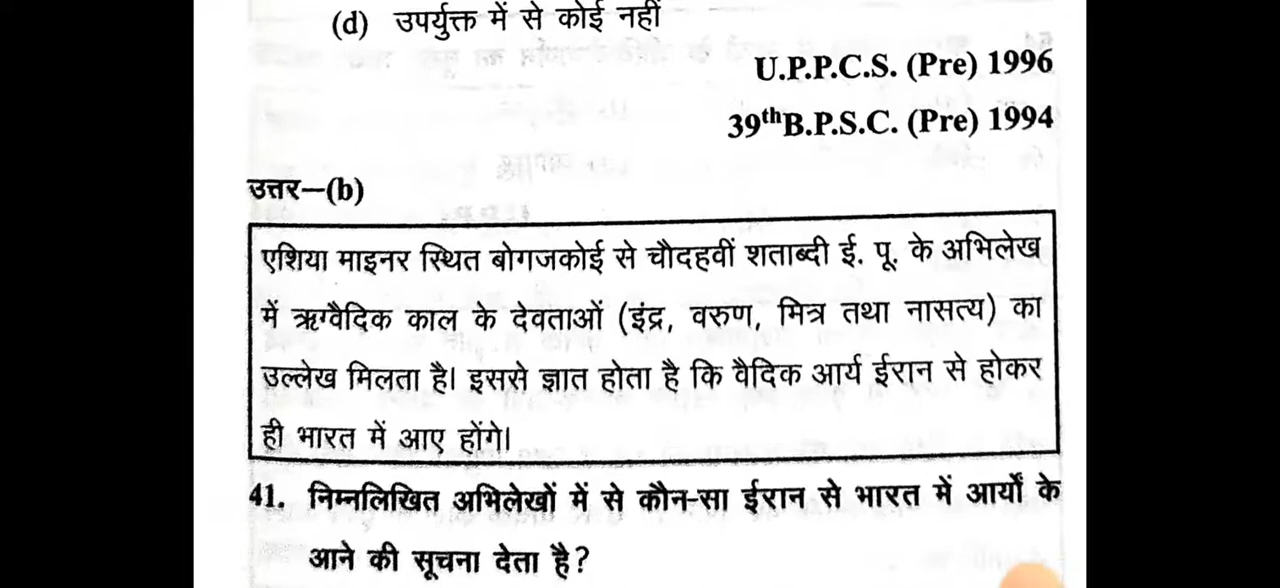 (d) उपर्युक्त में से कोई नहीं
U.P.P.C.S. (Pre) 1996
39thB.P.S.C. (Pre) 1994
उत्तर–(b)
एशिया माइनर स्थित बोगजकोई से चौदहवीं शताब्दी ई. पू. के अभिलेख
में ऋग्वैदिक काल के देवताओं (इंद्र, वरुण, मित्र तथा नासत्य) का
उल्लेख मिलता है। इससे ज्ञात होता है कि वैदिक आर्य ईरान से होकर
ही भारत में आए होंगे।
41. निम्नलिखित अभिलेखों में से कौन-सा ईरान से भारत में आर्यों के
आने की सूचना देता है?